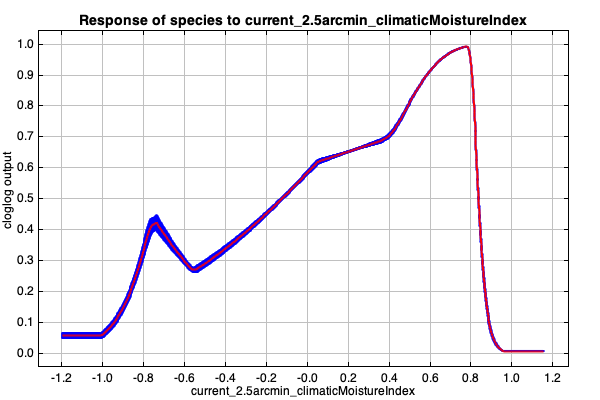 Response of species to current_2.5arcmin_climaticMoistureIndex
1.0
0.9
0.8
0.7
0.6
0.5
0.4
0.3
0.2
0.1
0.0
cloglog output
-1.2 -1.0 -0.8 -0.6 -0.4 -0.2 0.0 0.2 0.4 0.6 0.8 1.0 1.2
current_2.5arcmin_climaticMoistureIndex